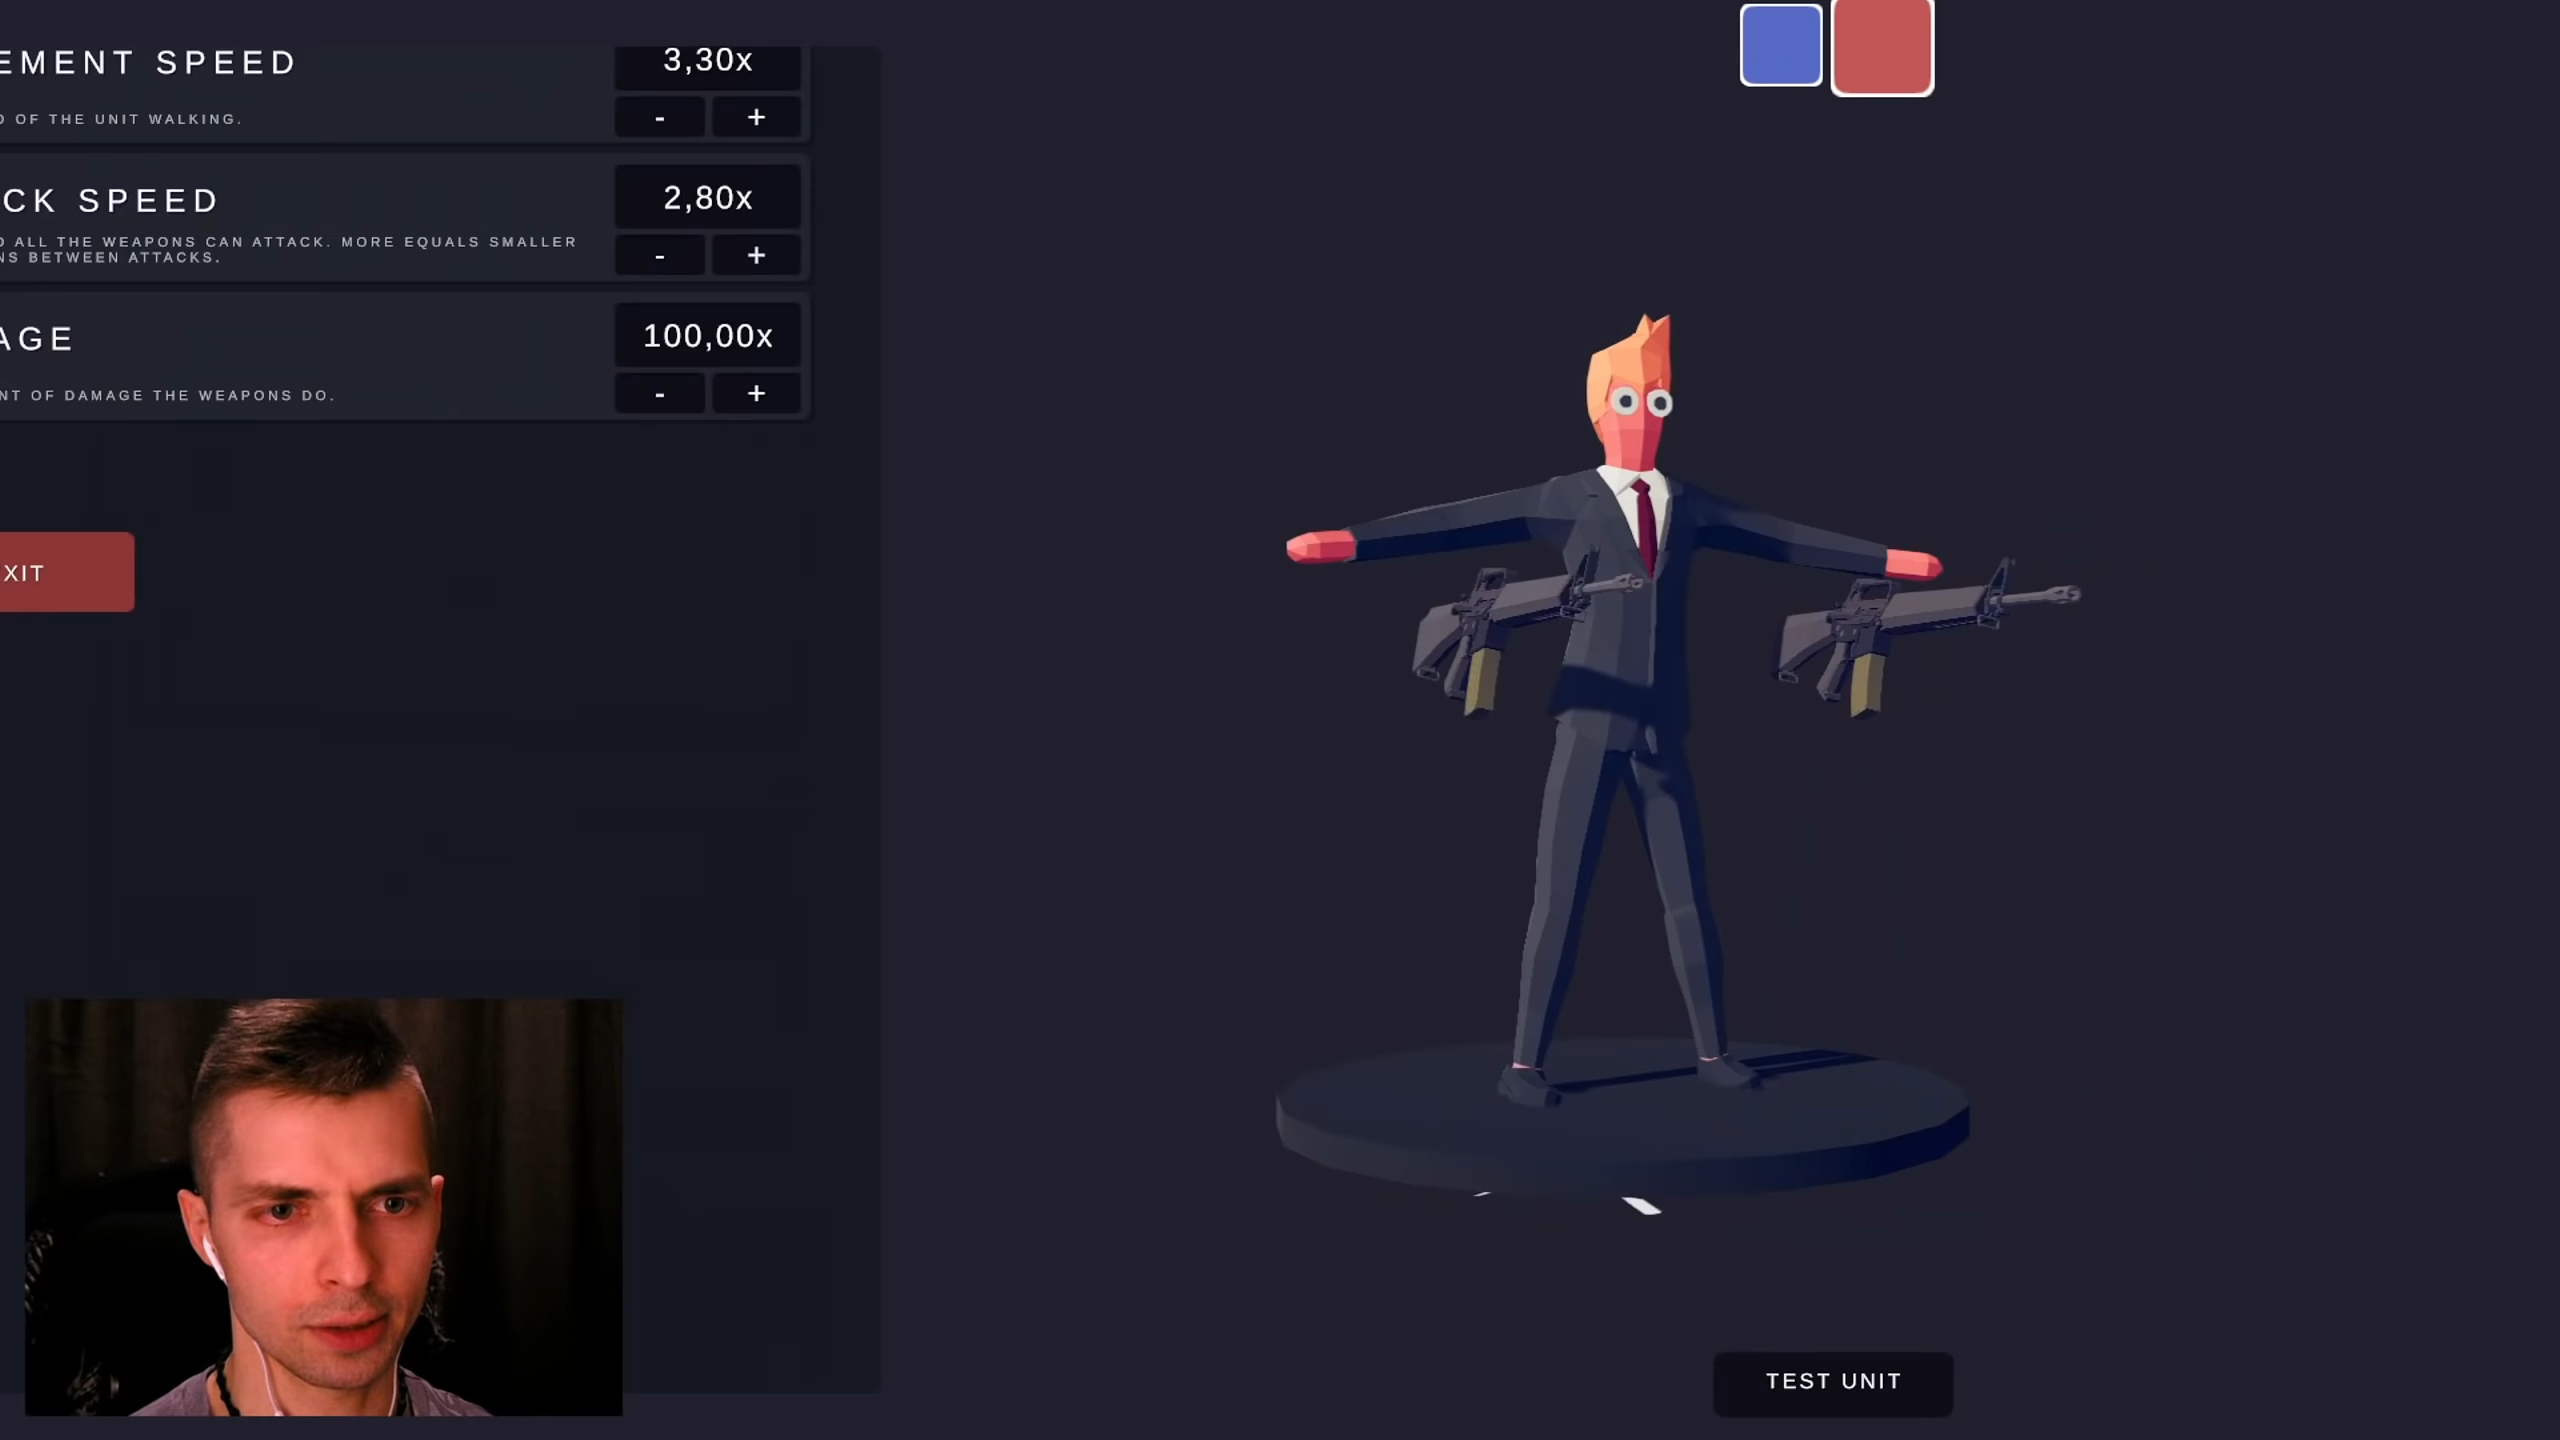 EMENT SPEED
3,30x
OF THE UNIT WALKING.
- +
CK SPEED
2,80x
ALL THE WEAPONS CAN ATTACK. MORE EQUALS SMALLER
NS BETWEEN ATTACKS.
- +
AGE
100,00x
NT OF DAMAGE THE WEAPONS DO.
- +
XIT
TEST UNIT